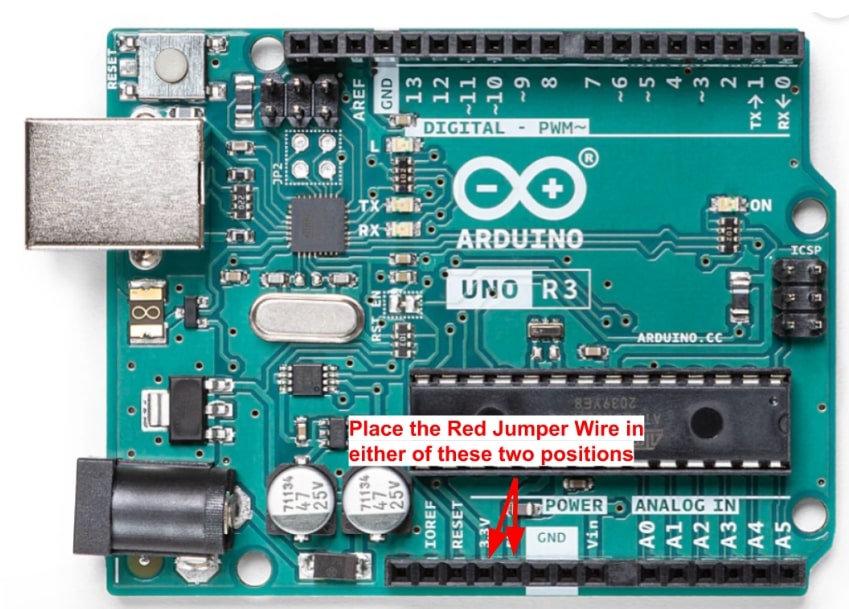 RESET
AREF
GND
13
12
~11
~10
~9
8
7
~6
~5
4
~3
2
TX→1
RX←0
DIGITAL - PWM~
JP2
L
TX
RX
®
ARDUINO
ON
ICSP
UNO R3
RST EN
ARDUINO.CC
Place the Red Jumper Wire in
either of these two positions
71134
47
25V
71134
47
25V
POWER
ANALOG IN
IOREF
RESET
3.3V
GND
Vin
A0
A1
A2
A3
A4
A5